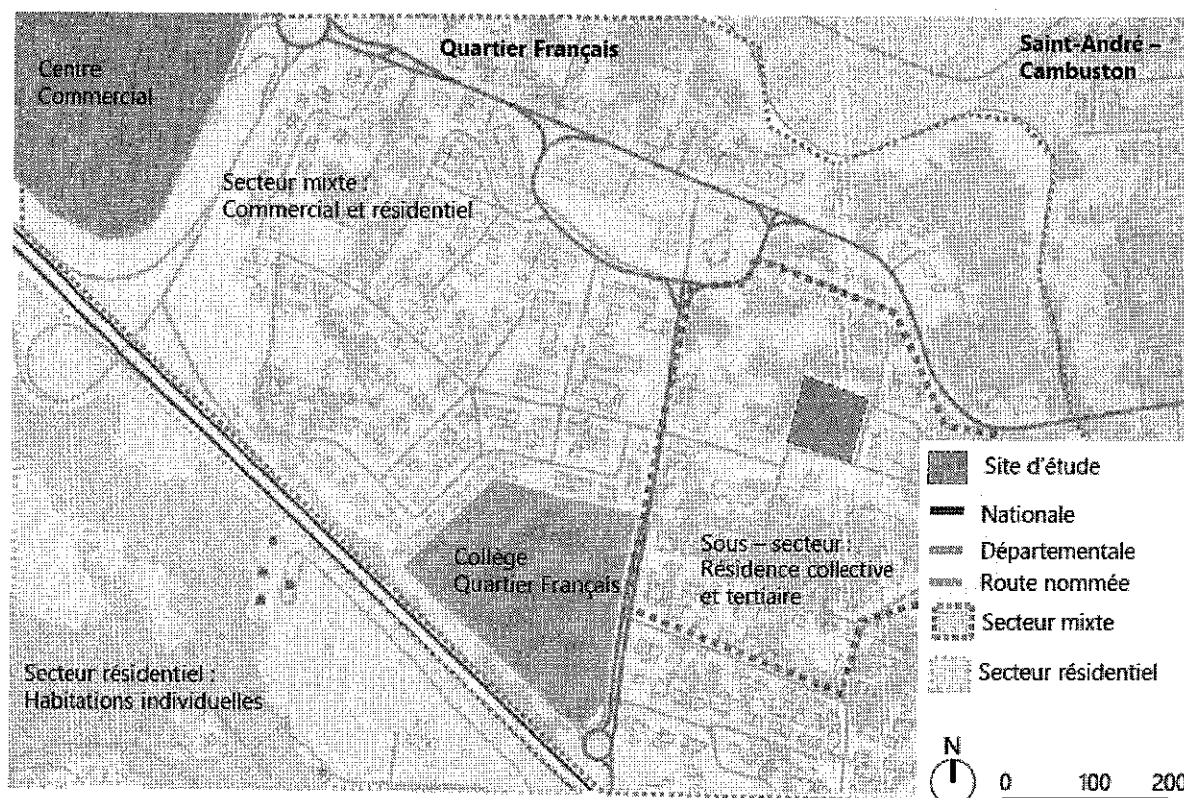 Quartier Français
Saint-André –
Cambuston
Centre
Commercial
Secteur mixte :
Commercial et résidentiel
Collège
Quartier Français
Sous – secteur :
Résidence collective
et tertiaire
Secteur résidentiel :
Habitations individuelles
Site d'étude
Nationale
Départementale
Route nommée
Secteur mixte
Secteur résidentiel
N
0 100 200